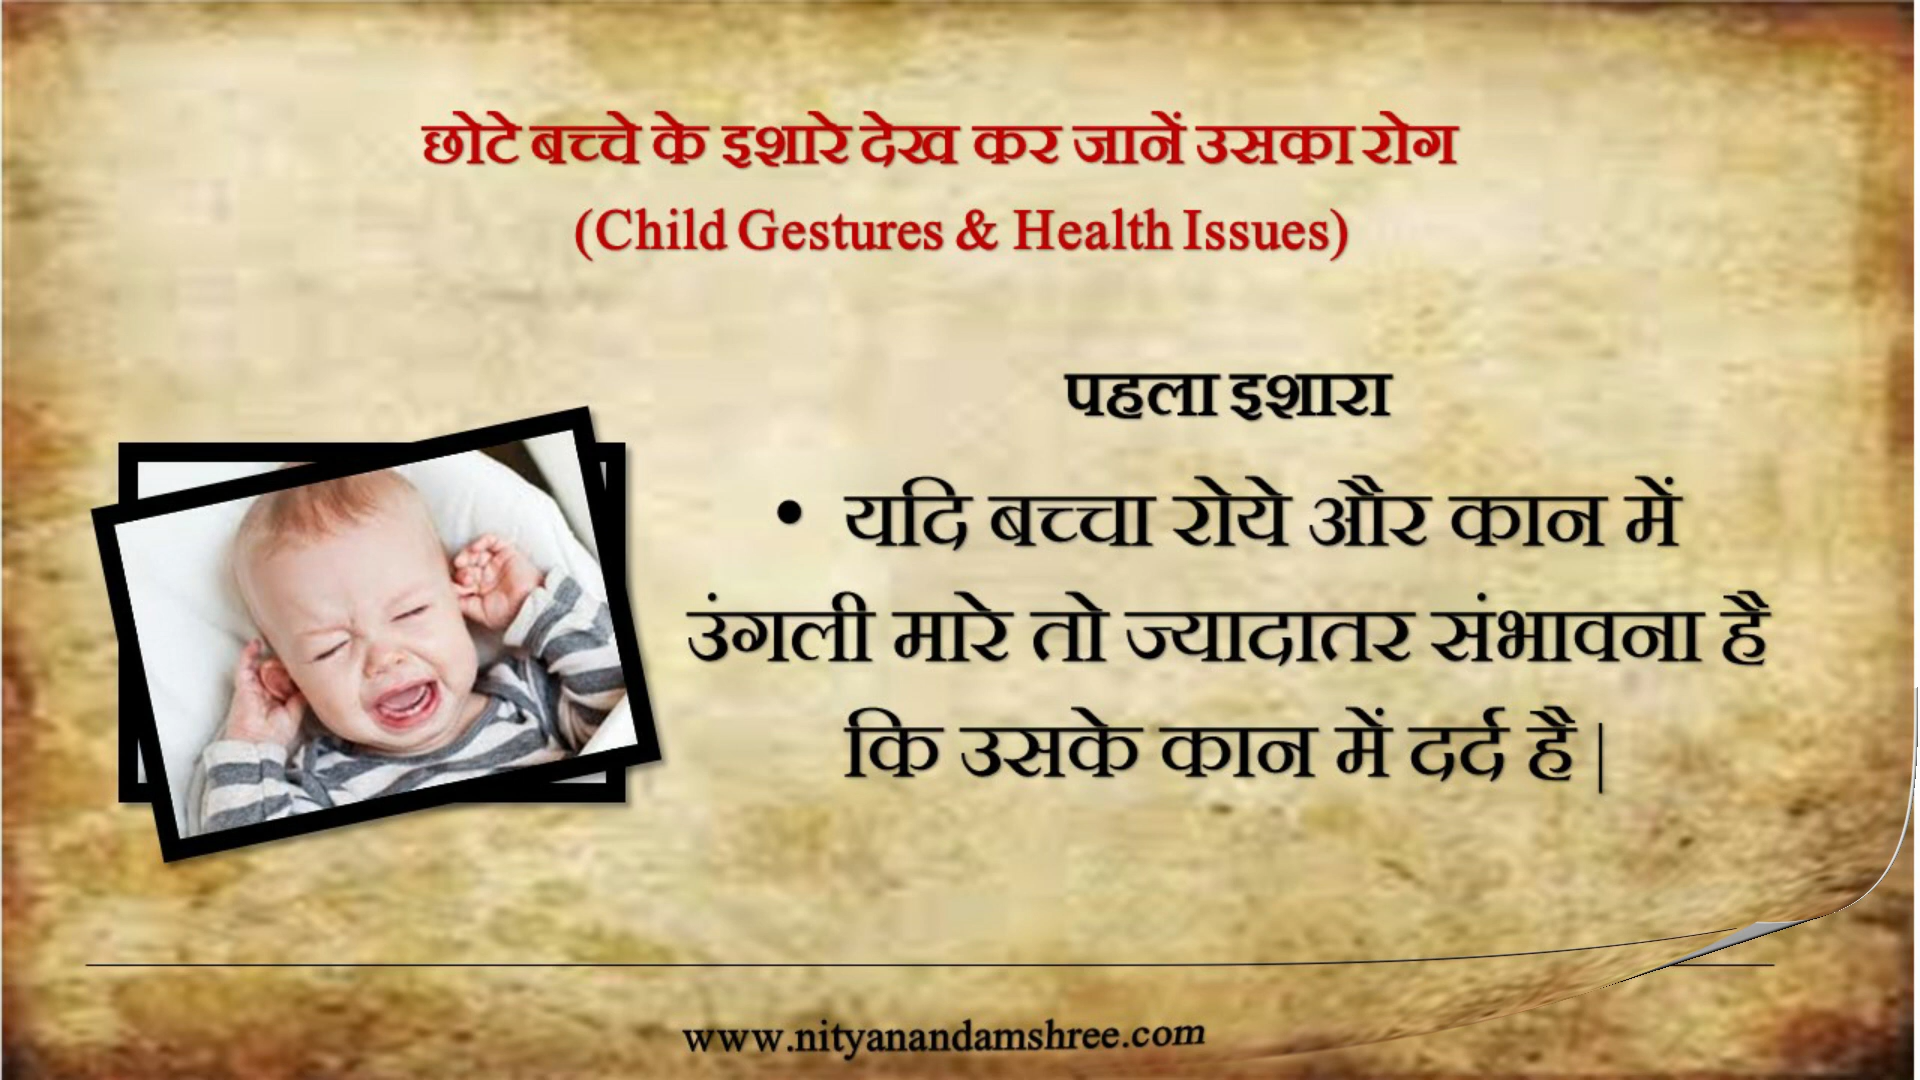 छोटे बच्चे के इशारे देख कर जानें उसका रोग
(Child Gestures & Health Issues)
पहला इशारा
• यदि बच्चा रोये और कान में
उंगली मारे तो ज्यादातर संभावना है
कि उसके कान में दर्द है |
www.nityanandamshree.com